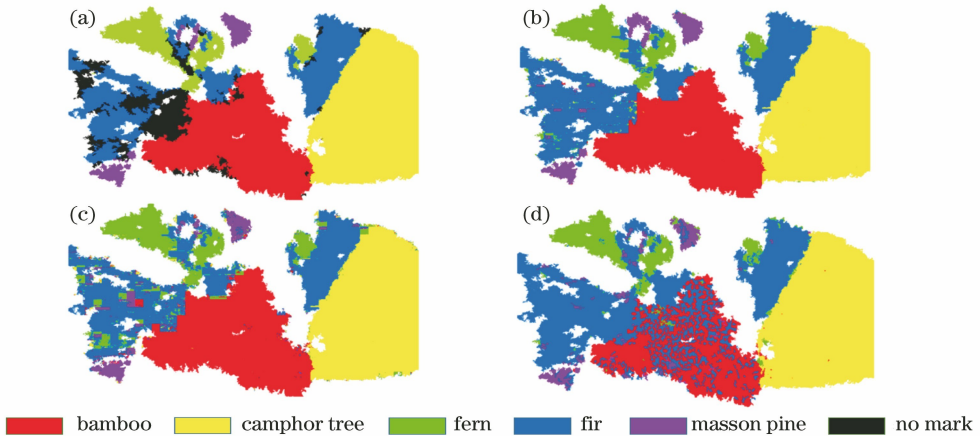 (a) (b)
(c) (d)
bamboo camphor tree fern fir masson pine no mark